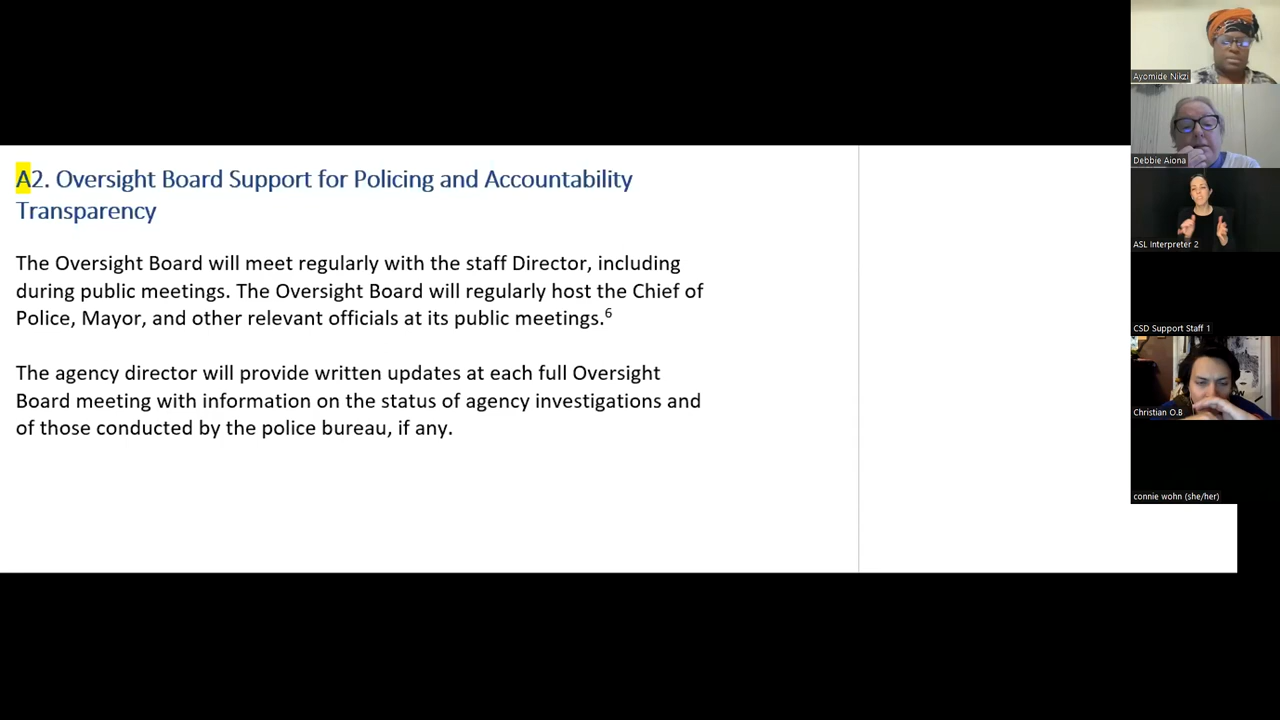 A2. Oversight Board Support for Policing and Accountability
Transparency
The Oversight Board will meet regularly with the staff Director, including
during public meetings. The Oversight Board will regularly host the Chief of
Police, Mayor, and other relevant officials at its public meetings.⁶
The agency director will provide written updates at each full Oversight
Board meeting with information on the status of agency investigations and
of those conducted by the police bureau, if any.
Ayomide Nikzi
Debbie Aiona
ASL Interpreter 2
CSD Support Staff 1
Christian O.B
connie wohn (she/her)